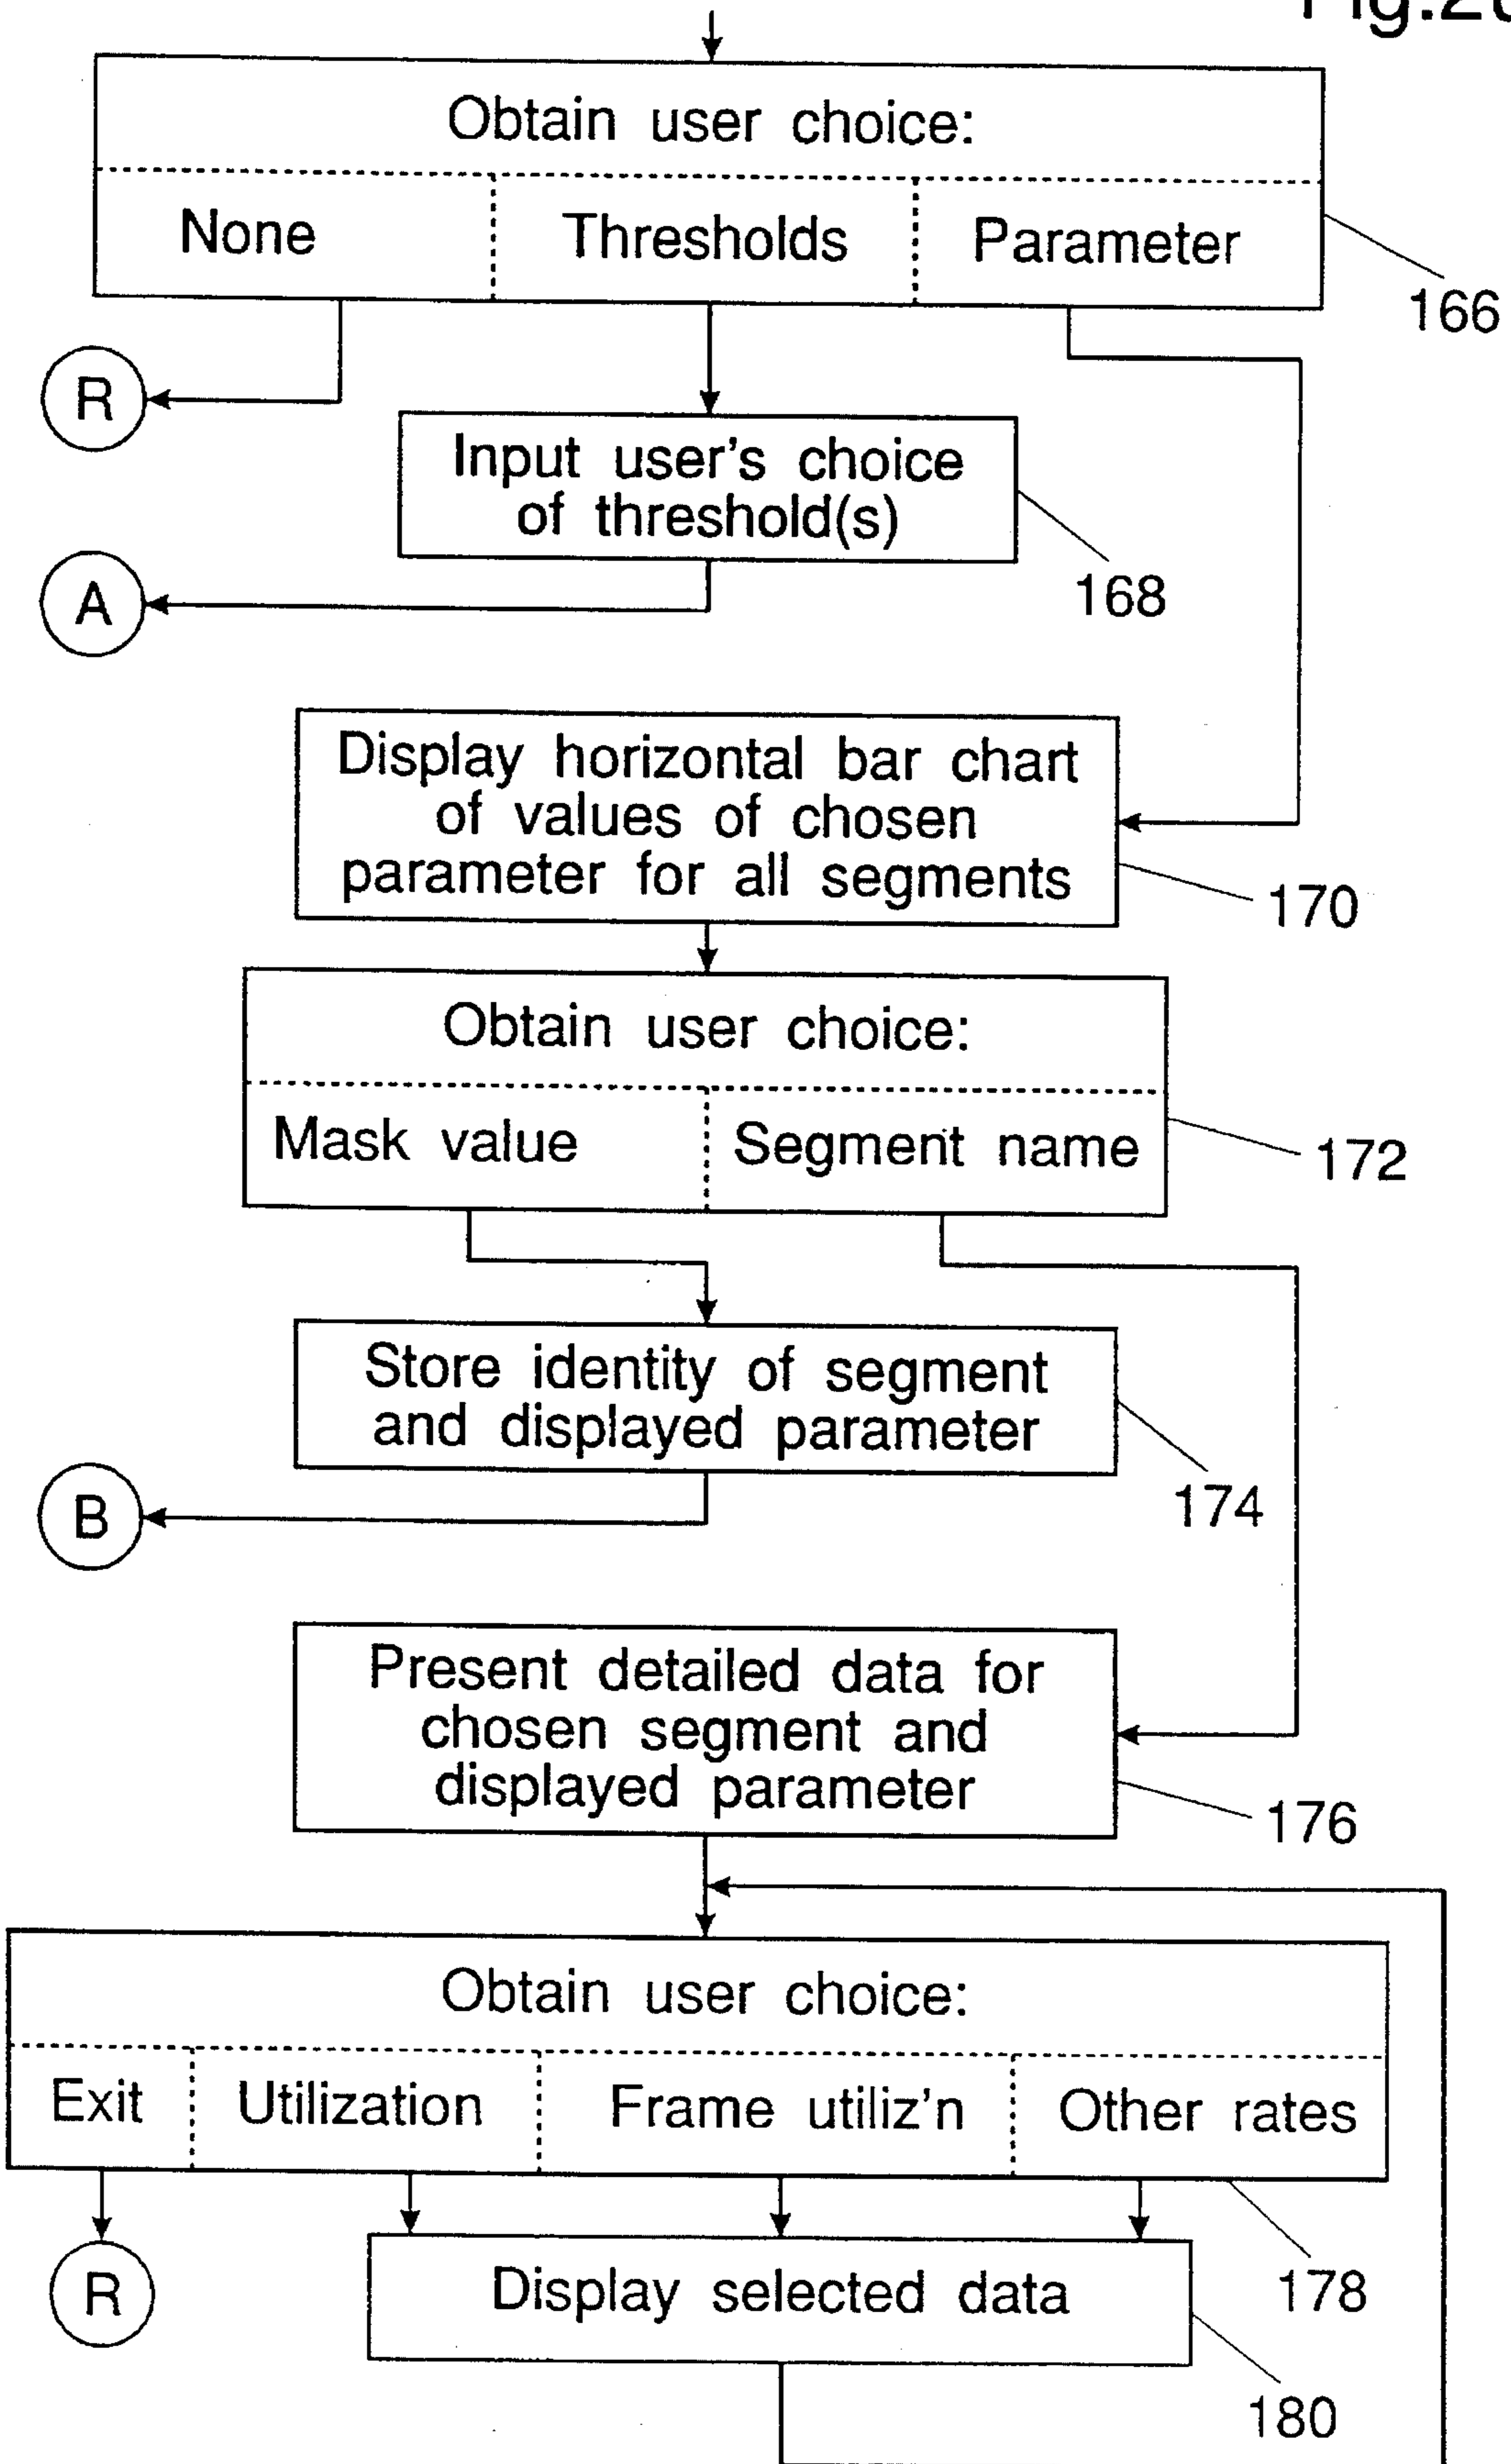 Obtain user choice:
None Thresholds Parameter
166
R
Input user's choice
of threshold(s)
168
A
Display horizontal bar chart
of values of chosen
parameter for all segments
170
Obtain user choice:
Mask value Segment name
172
Store identity of segment
and displayed parameter
174
B
Present detailed data for
chosen segment and
displayed parameter
176
Obtain user choice:
Exit Utilization Frame utiliz'n Other rates
178
R
Display selected data
180